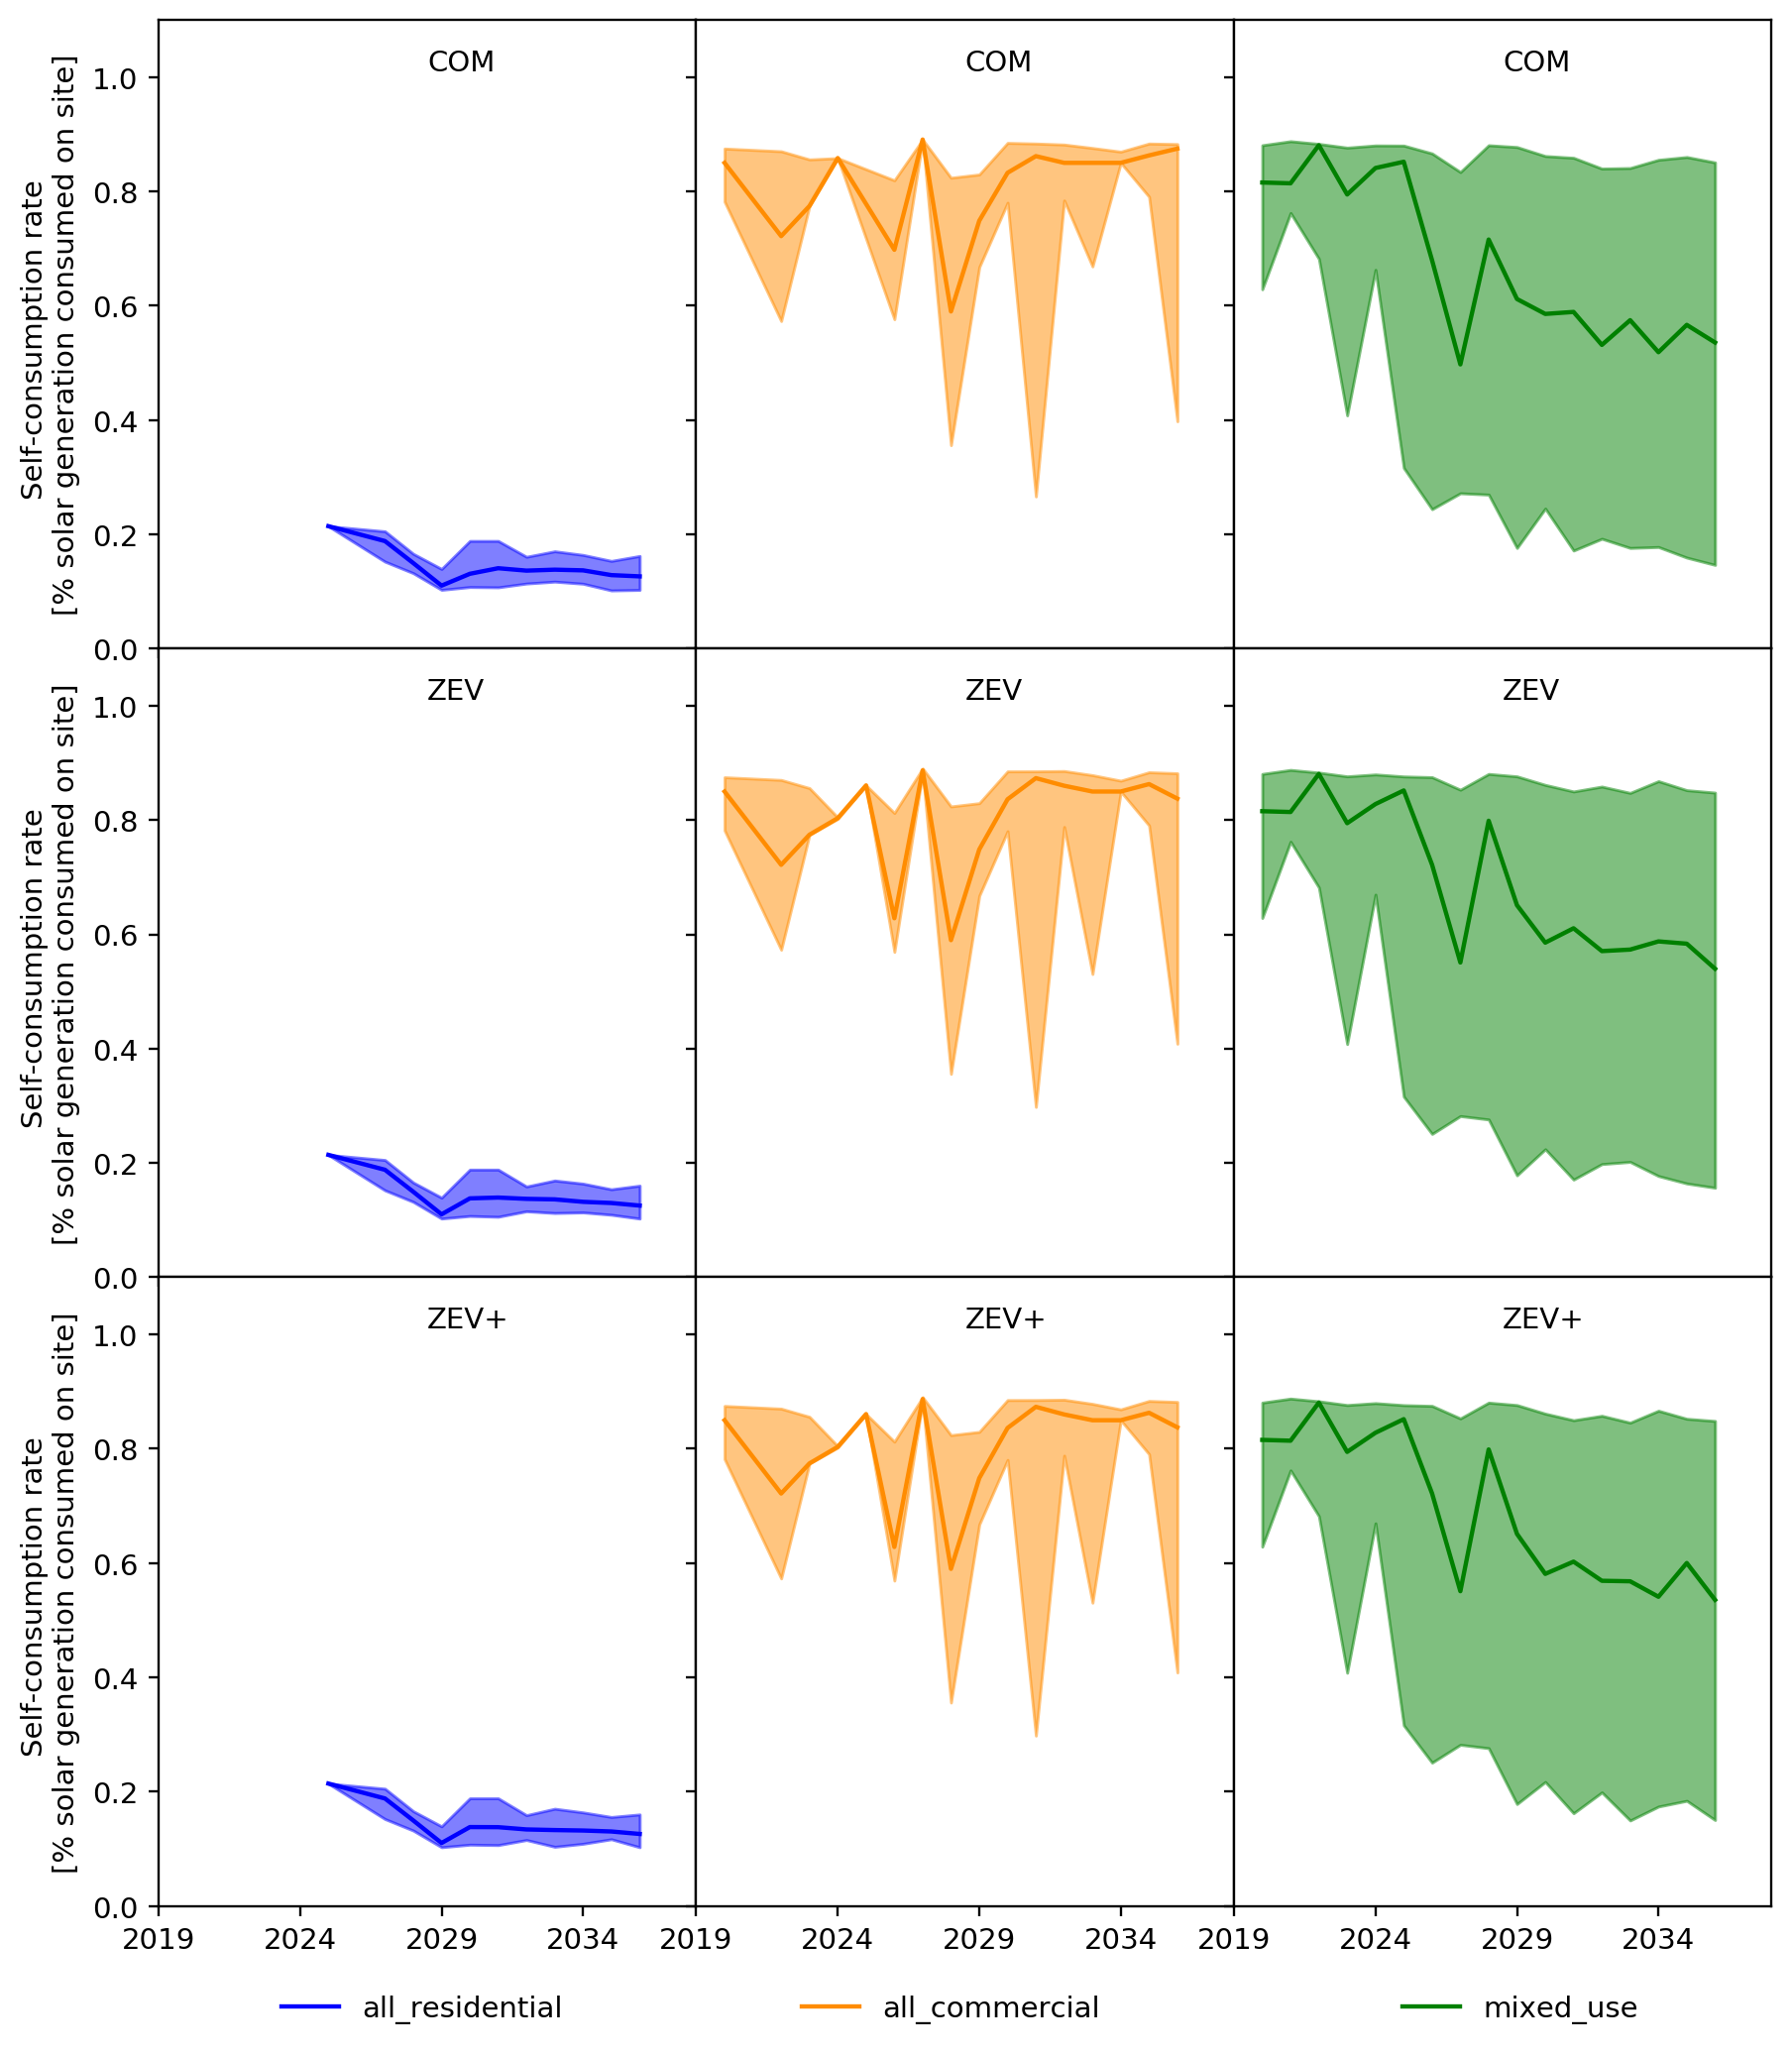 COM
COM
COM
Self-consumption rate
[% solar generation consumed on site]
1.0
0.8
0.6
0.4
0.2
0.0
ZEV
ZEV
ZEV
Self-consumption rate
[% solar generation consumed on site]
1.0
0.8
0.6
0.4
0.2
0.0
ZEV+
ZEV+
ZEV+
Self-consumption rate
[% solar generation consumed on site]
1.0
0.8
0.6
0.4
0.2
0.0
2019 2024 2029 2034 2019 2024 2029 2034 2019 2024 2029 2034
all_residential all_commercial mixed_use